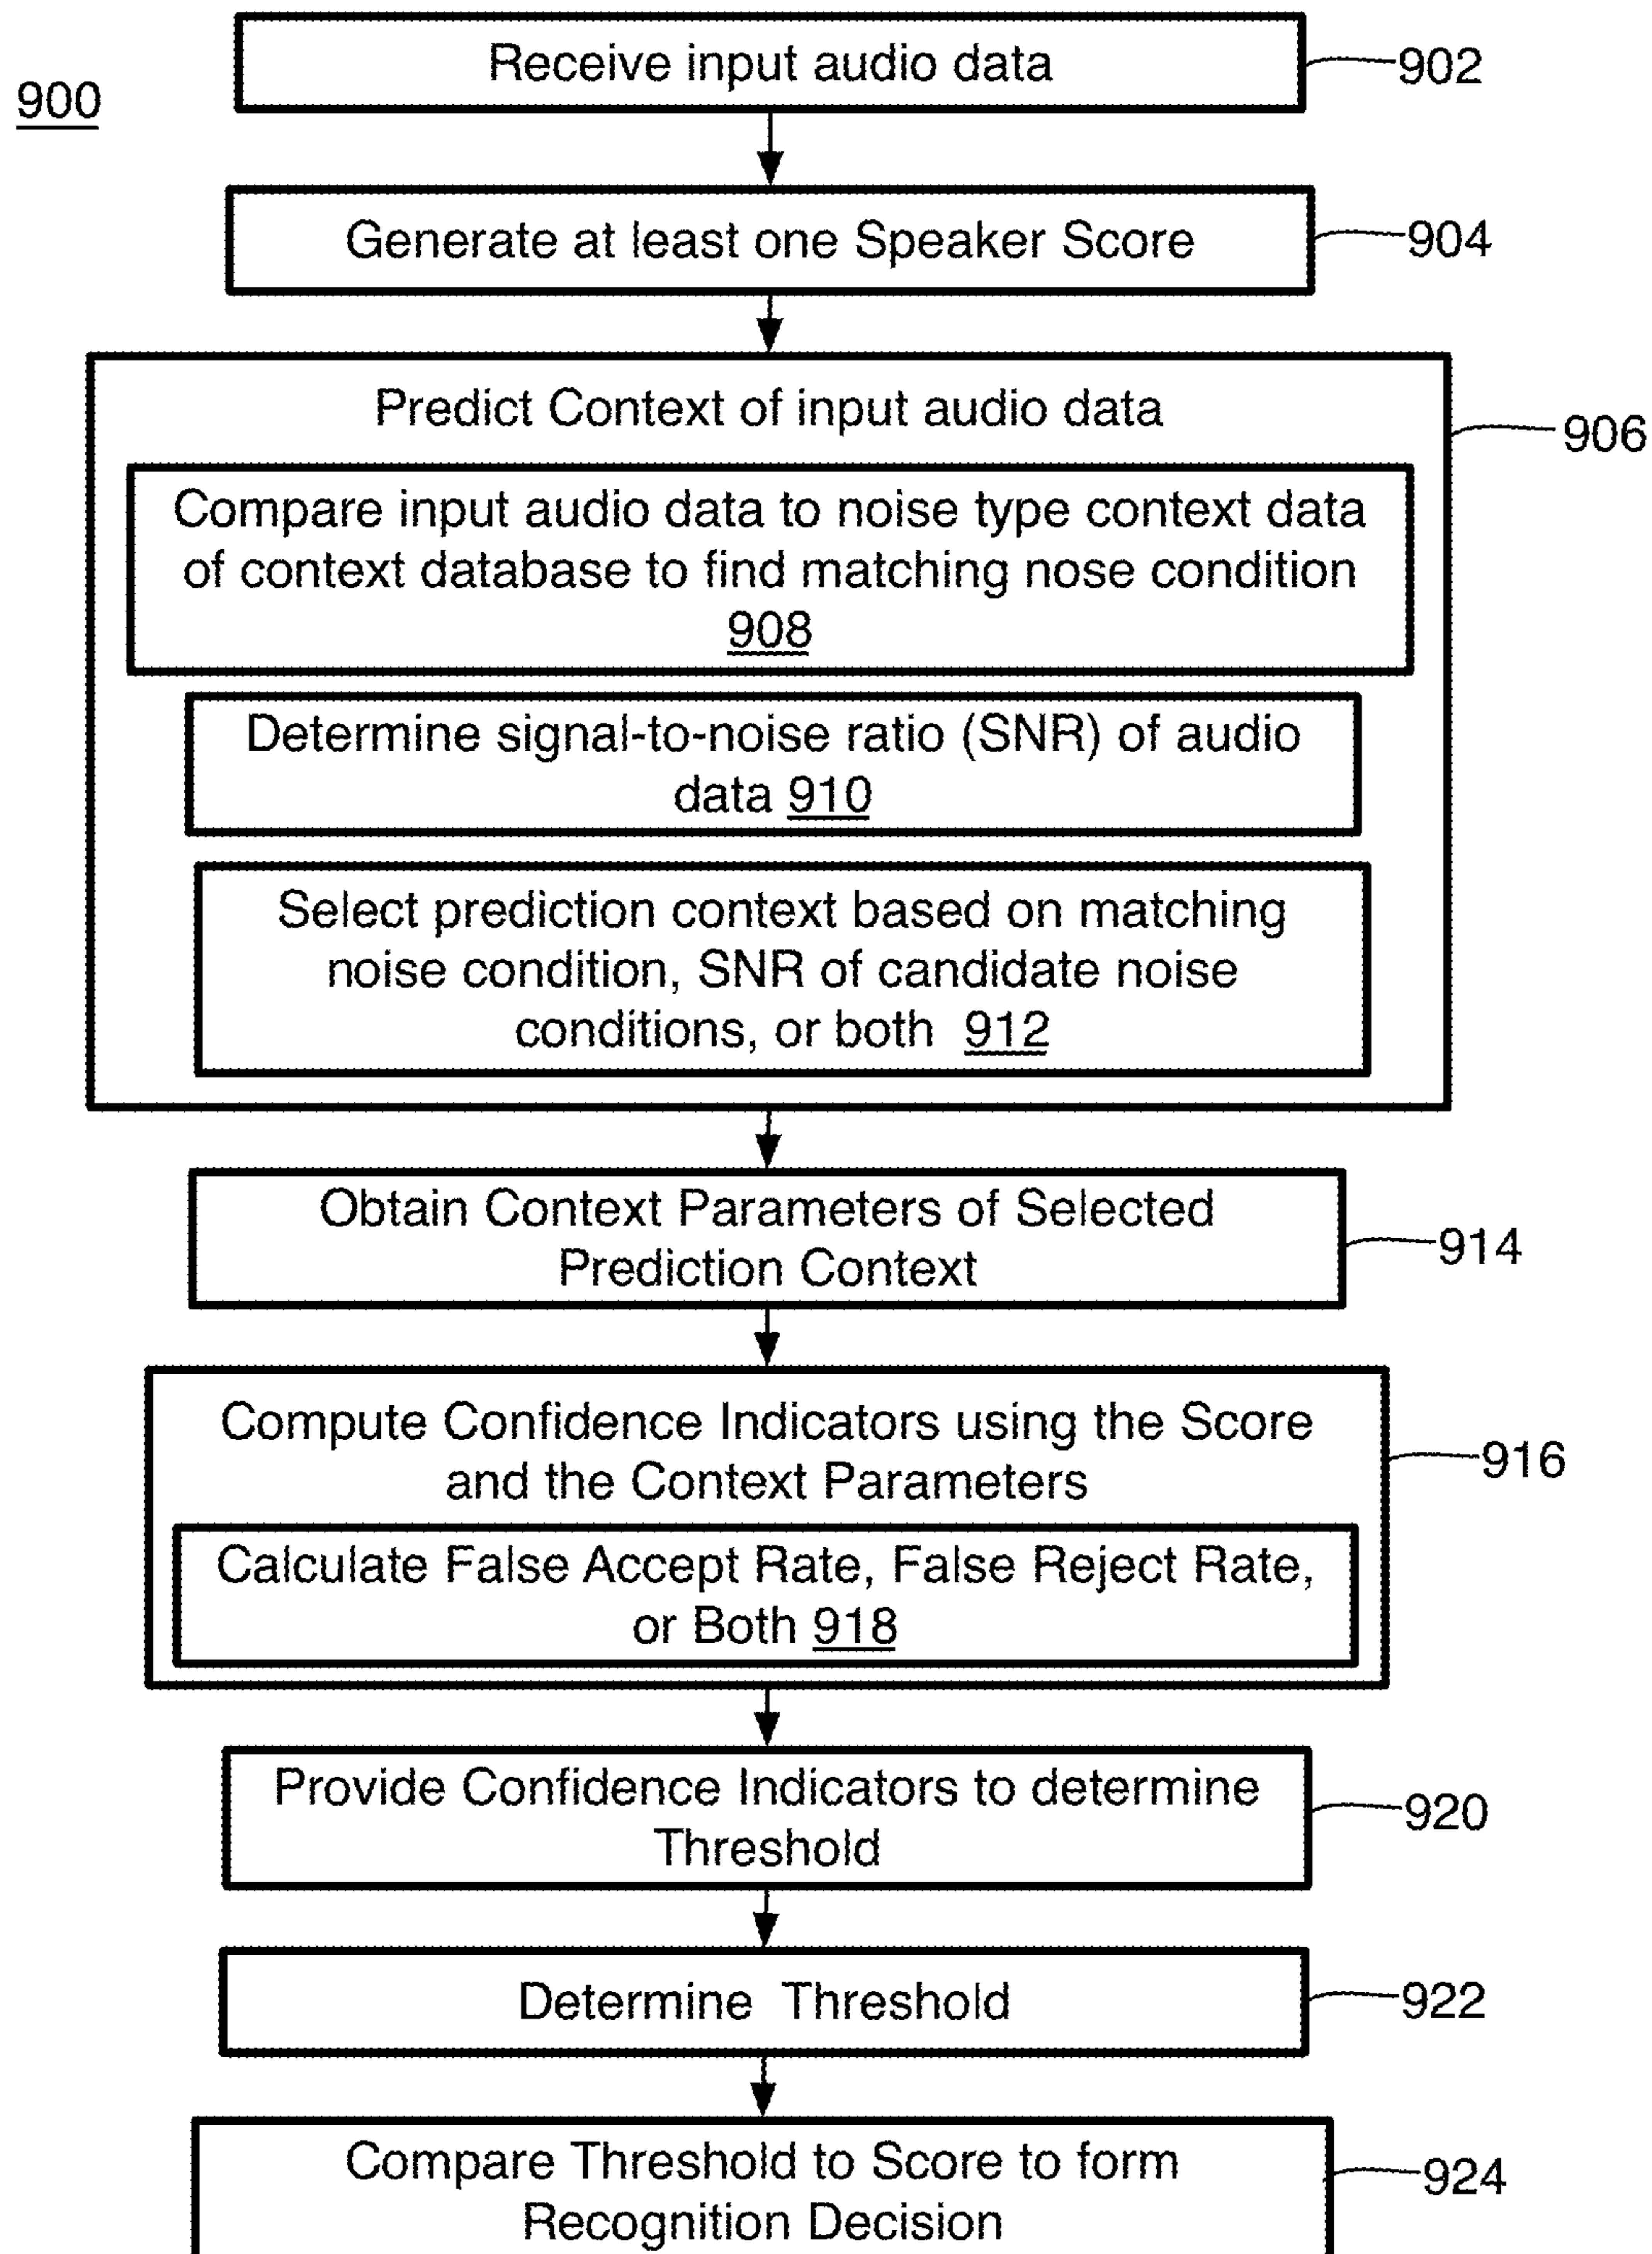 900
Receive input audio data
902
Generate at least one Speaker Score
904
Predict Context of input audio data
906
Compare input audio data to noise type context data
of context database to find matching nose condition
908
Determine signal-to-noise ratio (SNR) of audio
data 910
Select prediction context based on matching
noise condition, SNR of candidate noise
conditions, or both 912
Obtain Context Parameters of Selected
Prediction Context
914
Compute Confidence Indicators using the Score
and the Context Parameters
916
Calculate False Accept Rate, False Reject Rate,
or Both 918
Provide Confidence Indicators to determine
Threshold
920
Determine Threshold
922
Compare Threshold to Score to form
Recognition Decision
924